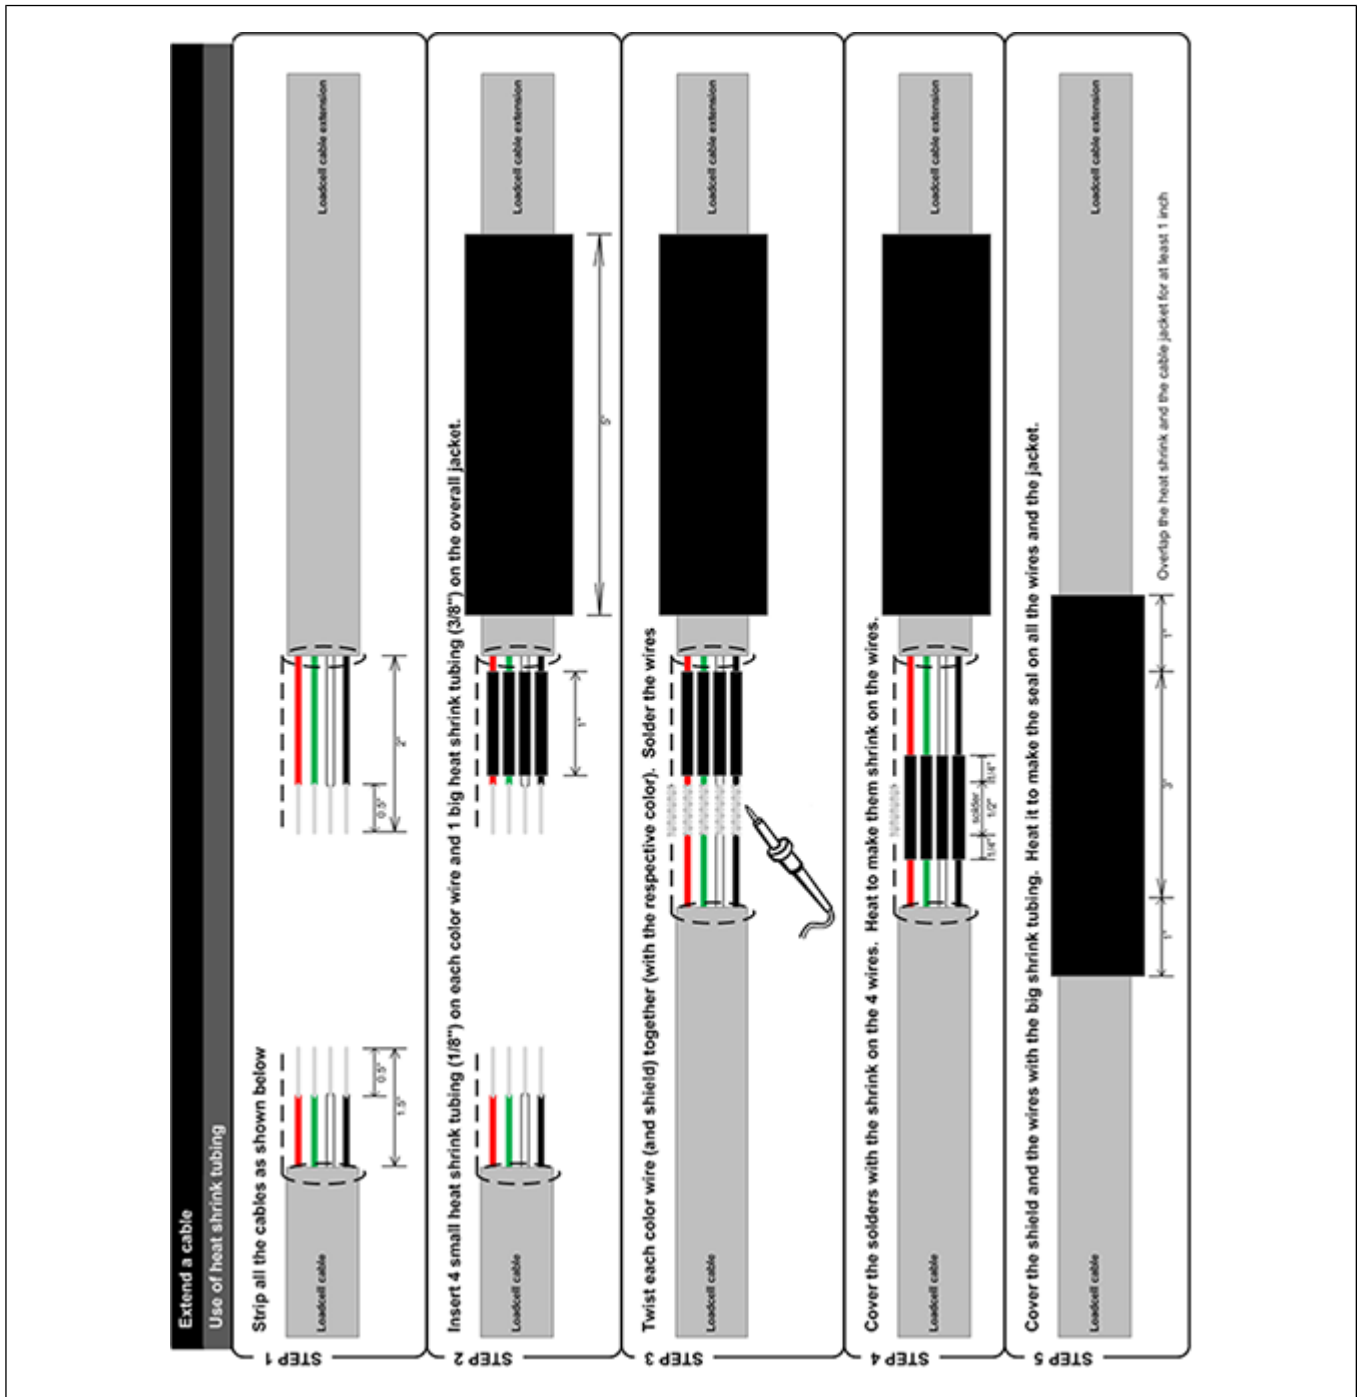 Extend a cable
Use of heat shrink tubing
STEP 1
Strip all the cables as shown below
Loadcell cable
0.5"
1.5"
0.5"
2"
Loadcell cable extension
STEP 2
Insert 4 small heat shrink tubing (1/8") on each color wire and 1 big heat shrink tubing (3/8") on the overall jacket.
Loadcell cable
1"
5"
Loadcell cable extension
STEP 3
Twist each color wire (and shield) together (with the respective color). Solder the wires
Loadcell cable
Loadcell cable extension
STEP 4
Cover the solders with the shrink on the 4 wires. Heat to make them shrink on the wires.
Loadcell cable
solder
1/4"
1/2"
1/4"
Loadcell cable extension
STEP 5
Cover the shield and the wires with the big shrink tubing. Heat it to make the seal on all the wires and the jacket.
Loadcell cable
1"
3"
1"
Overlap the heat shrink and the cable jacket for at least 1 inch
Loadcell cable extension